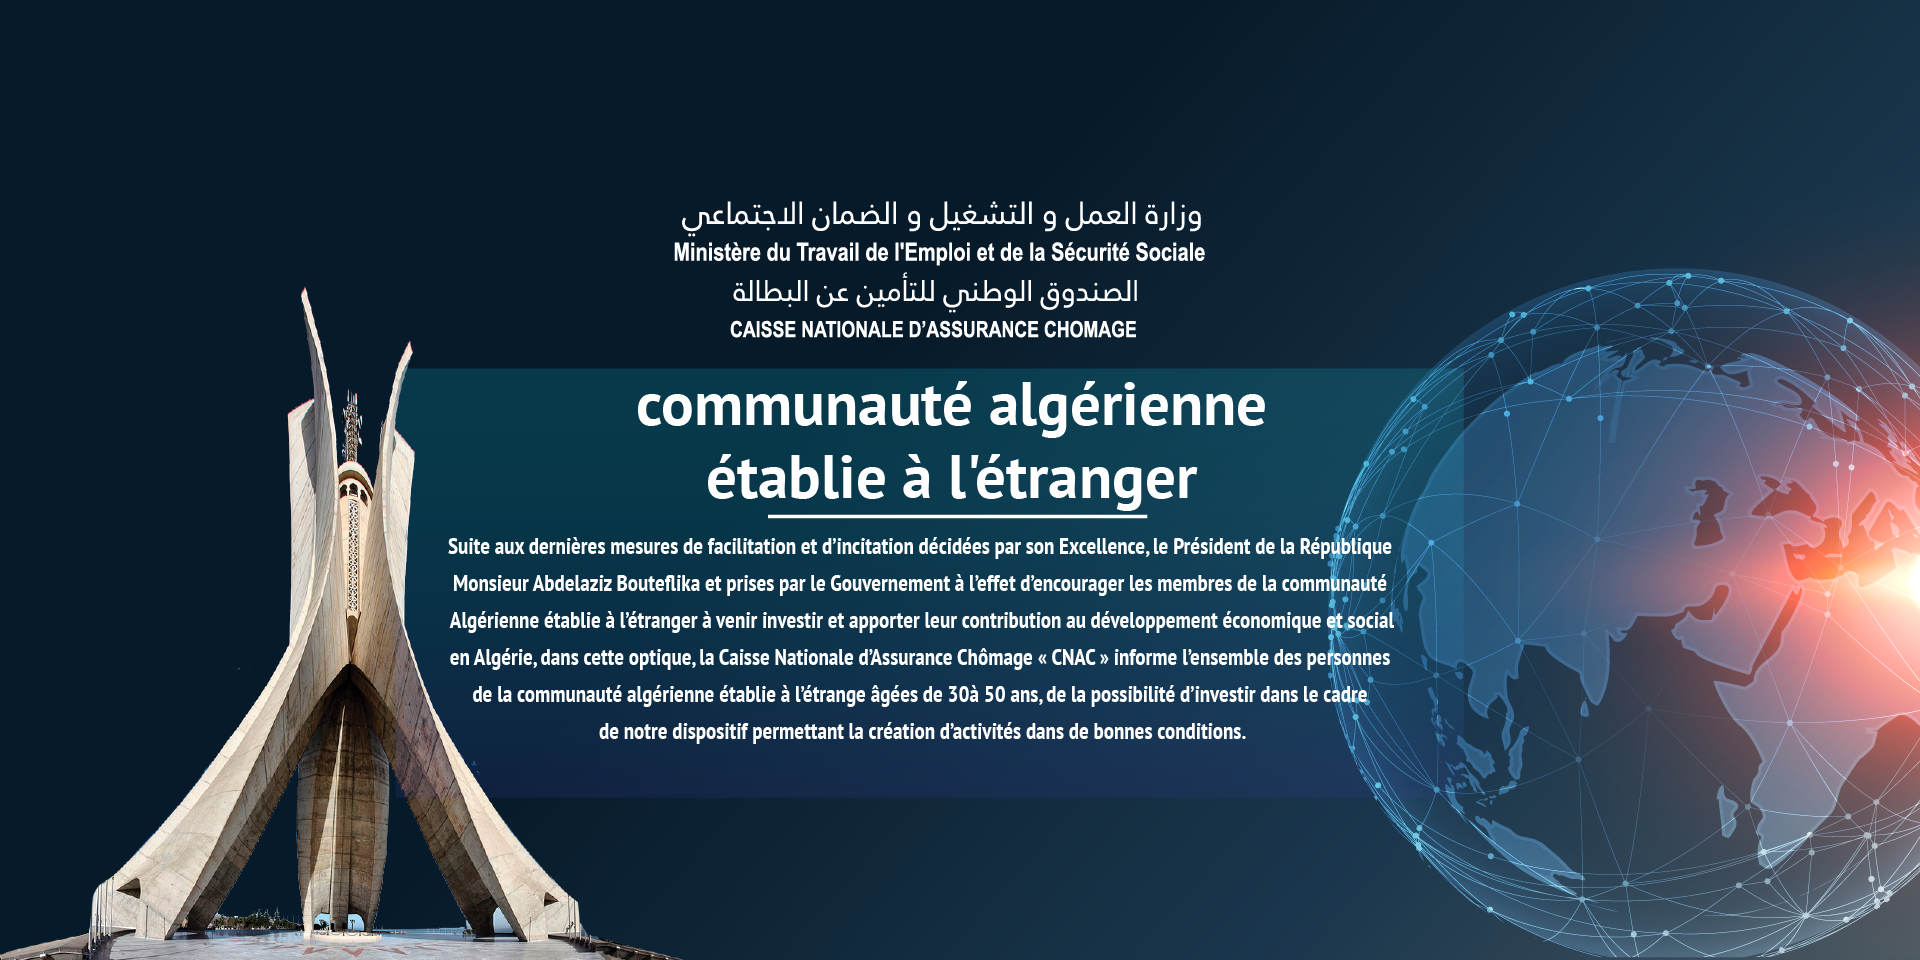 وزارة العمل و التشغيل و الضمان الاجتماعي
Ministère du Travail de l'Emploi et de la Sécurité Sociale
الصندوق الوطني للتأمين عن البطالة
CAISSE NATIONALE D’ASSURANCE CHOMAGE
communauté algérienne
établie à l'étranger
Suite aux dernières mesures de facilitation et d’incitation décidées par son Excellence, le Président de la République
Monsieur Abdelaziz Bouteflika et prises par le Gouvernement à l’effet d’encourager les membres de la communauté
Algérienne établie à l’étranger à venir investir et apporter leur contribution au développement économique et social
en Algérie, dans cette optique, la Caisse Nationale d’Assurance Chômage « CNAC » informe l’ensemble des personnes
de la communauté algérienne établie à l’étrange âgées de 30à 50 ans, de la possibilité d’investir dans le cadre
de notre dispositif permettant la création d’activités dans de bonnes conditions.